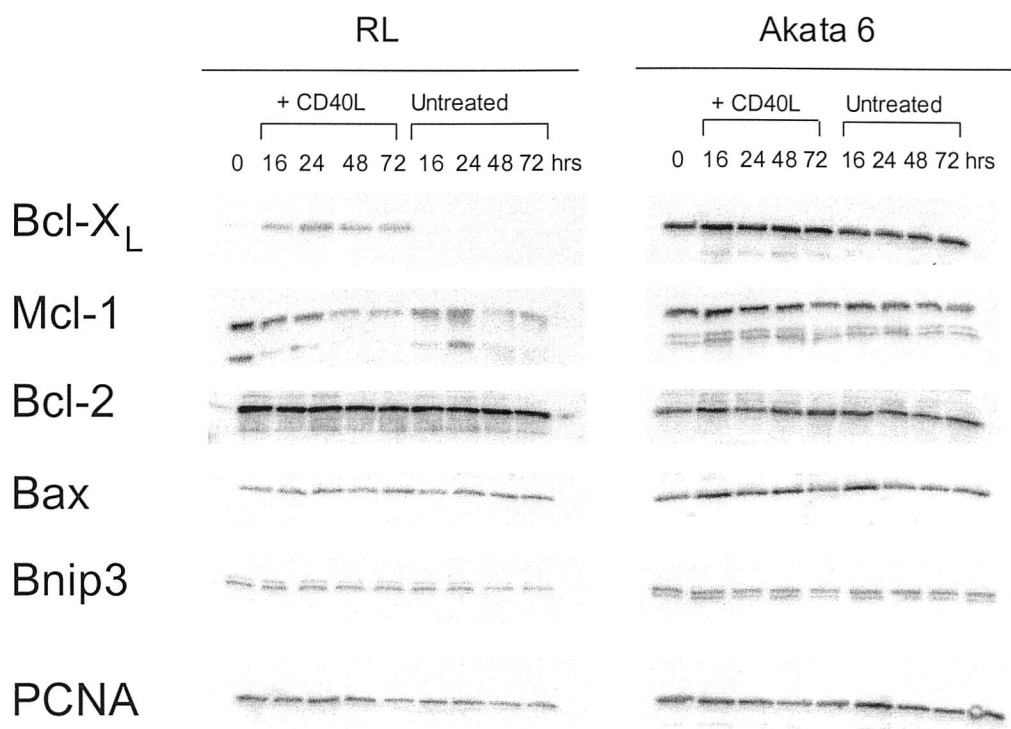 RL Akata 6
+ CD40L Untreated + CD40L Untreated
0 16 24 48 72 16 24 48 72 hrs 0 16 24 48 72 16 24 48 72 hrs
Bcl-XL
Mcl-1
Bcl-2
Bax
Bnip3
PCNA